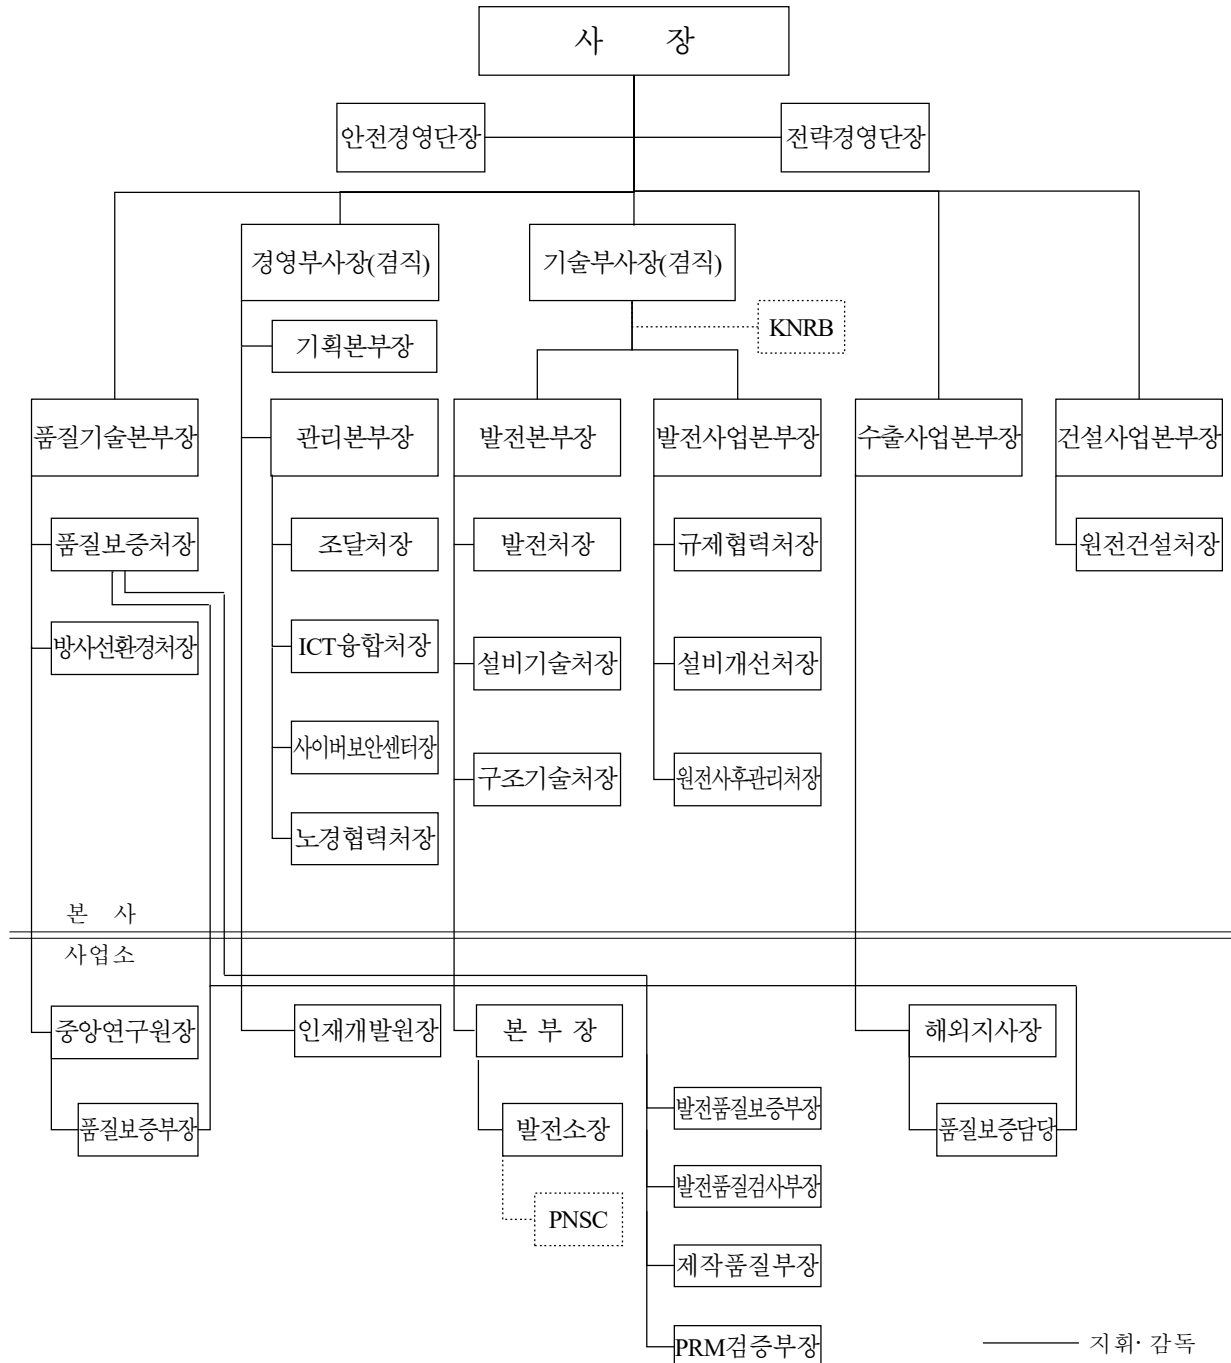 사 장
안전경영단장
전략경영단장
경영부사장(겸직)
기술부사장(겸직)
KNRB
기획본부장
품질기술본부장
관리본부장
발전본부장
발전사업본부장
수출사업본부장
건설사업본부장
품질보증처장
조달처장
발전처장
규제협력처장
원전건설처장
방사선환경처장
ICT융합처장
설비기술처장
설비개선처장
사이버보안센터장
구조기술처장
원전사후관리처장
노경협력처장
본 사
사업소
중앙연구원장
인재개발원장
본 부 장
해외지사장
품질보증부장
발전소장
발전품질보증부장
품질보증담당
발전품질검사부장
PNSC
제작품질부장
PRM검증부장
지휘· 감독